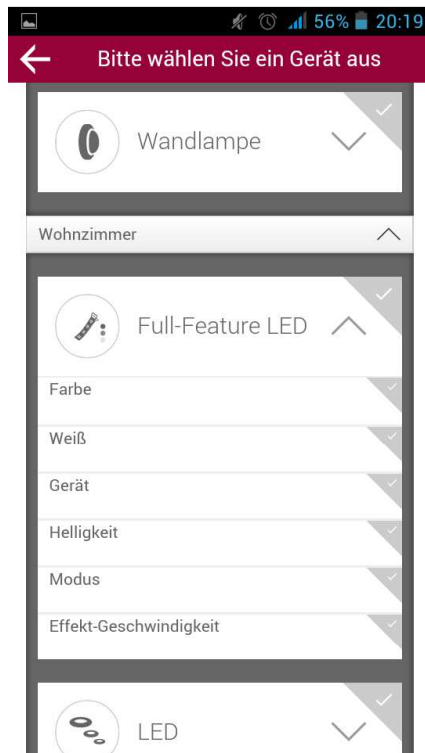 56% 20:19
Bitte wählen Sie ein Gerät aus
Wandlampe
Wohnzimmer
Full-Feature LED
Farbe
Weiß
Gerät
Helligkeit
Modus
Effekt-Geschwindigkeit
LED